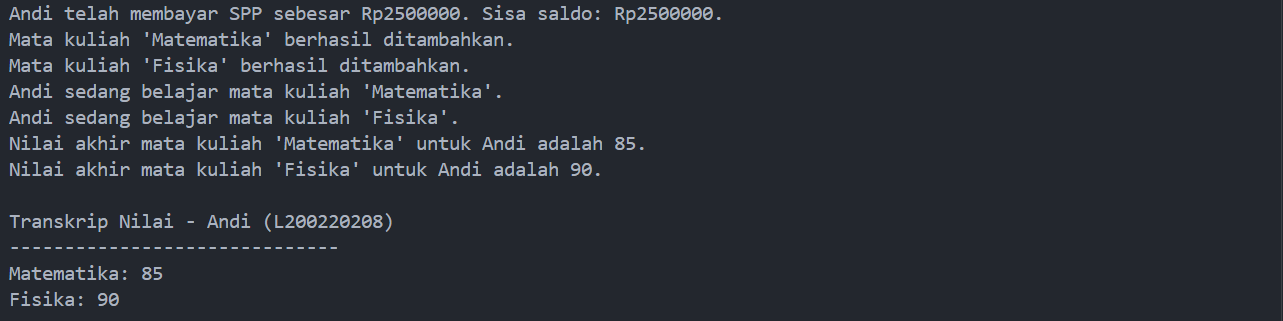 Andi telah membayar SPP sebesar Rp2500000. Sisa saldo: Rp2500000.
Mata kuliah 'Matematika' berhasil ditambahkan.
Mata kuliah 'Fisika' berhasil ditambahkan.
Andi sedang belajar mata kuliah 'Matematika'.
Andi sedang belajar mata kuliah 'Fisika'.
Nilai akhir mata kuliah 'Matematika' untuk Andi adalah 85.
Nilai akhir mata kuliah 'Fisika' untuk Andi adalah 90.

Transkrip Nilai - Andi (L200220208)
------------------------------
Matematika: 85
Fisika: 90